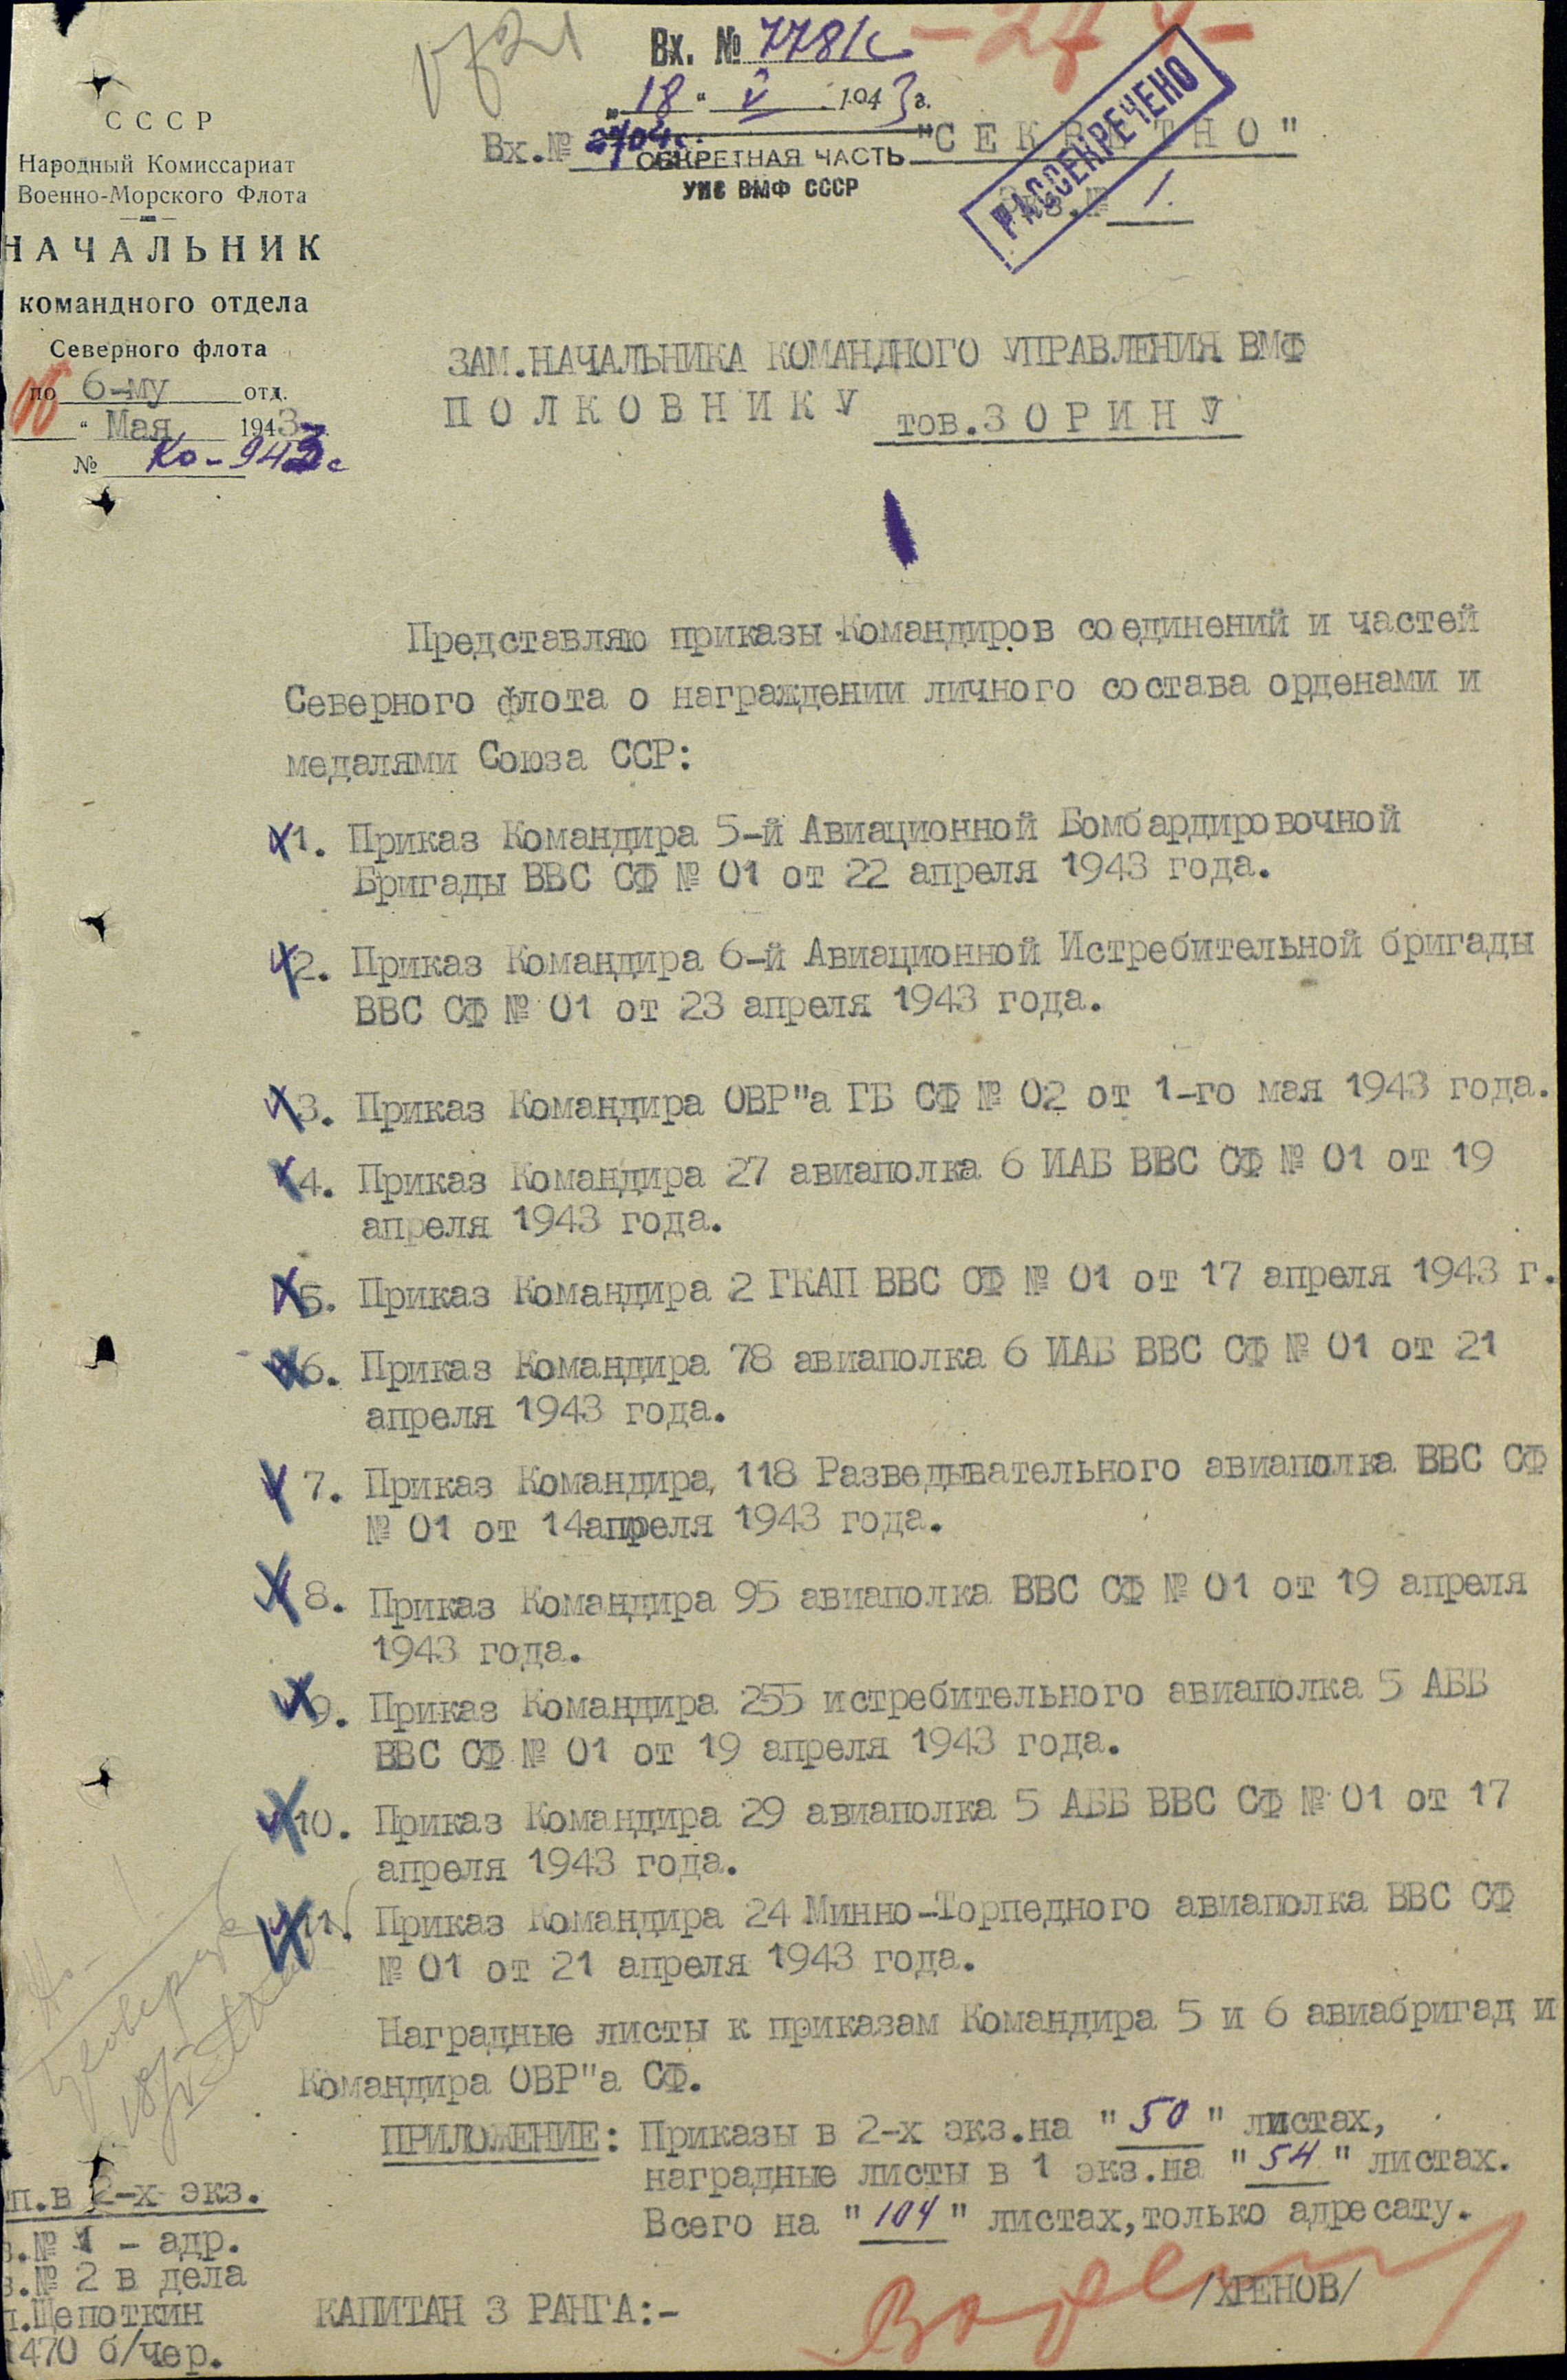 Вх. № 778/с
„18" V 1943 г.
Вх.№ 2704с.
СЕКРЕТНАЯ ЧАСТЬ
УК ВМФ СССР
"СЕКРЕТНО"
Экз.№ 1.
РАССЕКРЕЧЕНО
СССР
Народный Комиссариат
Военно-Морского Флота
НАЧАЛЬНИК
командного отдела
Северного флота
по 6-му отд.
" Мая 1943 г.
№ Ко-943с
ЗАМ.НАЧАЛЬНИКА КОМАНДНОГО УПРАВЛЕНИЯ ВМФ
ПОЛКОВНИКУ тов.ЗОРИНУ
Представляю приказы Командиров соединений и частей
Северного флота о награждении личного состава орденами и
медалями Союза ССР:
1. Приказ Командира 5-й Авиационной Бомбардировочной
Бригады ВВС СФ № 01 от 22 апреля 1943 года.
2. Приказ Командира 6-й Авиационной Истребительной бригады
ВВС СФ № 01 от 23 апреля 1943 года.
3. Приказ Командира ОВР"а ГБ СФ № 02 от 1-го мая 1943 года.
4. Приказ Командира 27 авиаполка 6 ИАБ ВВС СФ № 01 от 19
апреля 1943 года.
5. Приказ Командира 2 ГКАП ВВС СФ № 01 от 17 апреля 1943 г.
6. Приказ Командира 78 авиаполка 6 ИАБ ВВС СФ № 01 от 21
апреля 1943 года.
7. Приказ Командира, 118 Разведывательного авиаполка ВВС СФ
№ 01 от 14апреля 1943 года.
8. Приказ Командира 95 авиаполка ВВС СФ № 01 от 19 апреля
1943 года.
9. Приказ Командира 255 истребительного авиаполка 5 АББ
ВВС СФ № 01 от 19 апреля 1943 года.
10. Приказ Командира 29 авиаполка 5 АББ ВВС СФ № 01 от 17
апреля 1943 года.
11. Приказ Командира 24 Минно-Торпедного авиаполка ВВС СФ
№ 01 от 21 апреля 1943 года.
Наградные листы к приказам Командира 5 и 6 авиабригад и
Командира ОВР"а СФ.
ПРИЛОЖЕНИЕ: Приказы в 2-х экз.на "50" листах,
наградные листы в 1 экз.на "54" листах.
Всего на "104" листах,только адресату.
КАПИТАН 3 РАНГА:- /ХРЕНОВ/
п.в 2-х экз.
з.№ 1 - адр.
з.№ 2 в дела
п.Щепоткин
470 б/чер.